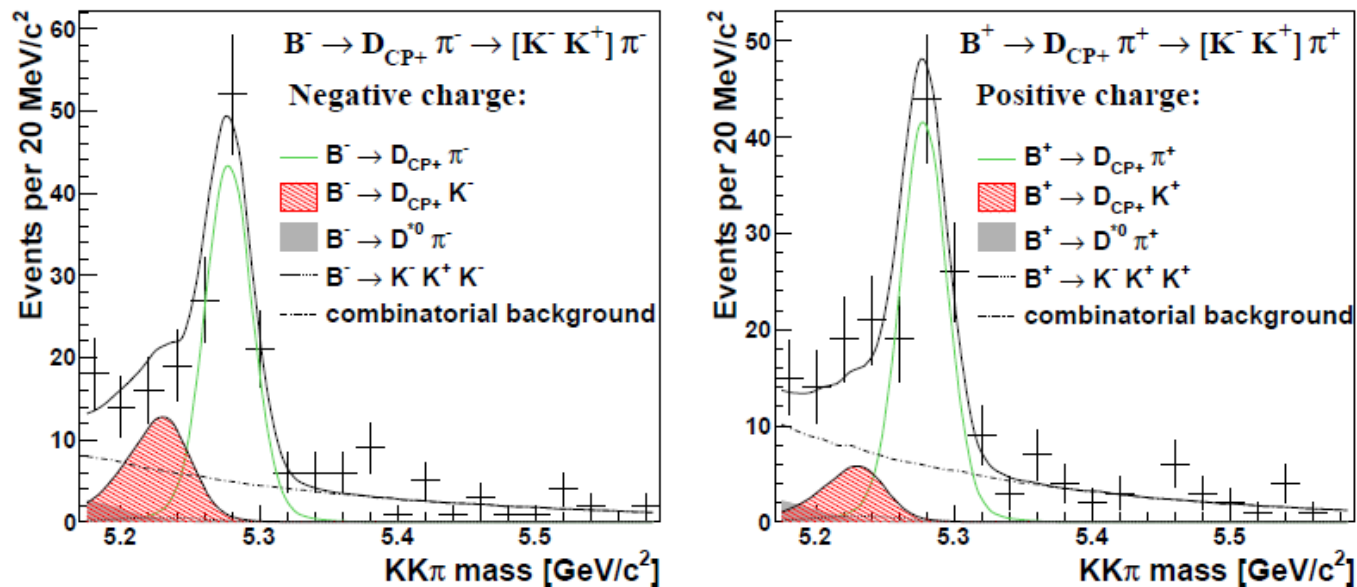 B⁻ → D_CP+ π⁻ → [K⁻ K⁺] π⁻
Negative charge:
B⁻ → D_CP+ π⁻
B⁻ → D_CP+ K⁻
B⁻ → D*⁰ π⁻
B⁻ → K⁻ K⁺ K⁻
combinatorial background
Events per 20 MeV/c²
60
50
40
30
20
10
0
5.2
5.3
5.4
5.5
KKπ mass [GeV/c²]
B⁺ → D_CP+ π⁺ → [K⁻ K⁺] π⁺
Positive charge:
B⁺ → D_CP+ π⁺
B⁺ → D_CP+ K⁺
B⁺ → D*⁰ π⁺
B⁺ → K⁻ K⁺ K⁺
combinatorial background
Events per 20 MeV/c²
50
40
30
20
10
0
5.2
5.3
5.4
5.5
KKπ mass [GeV/c²]